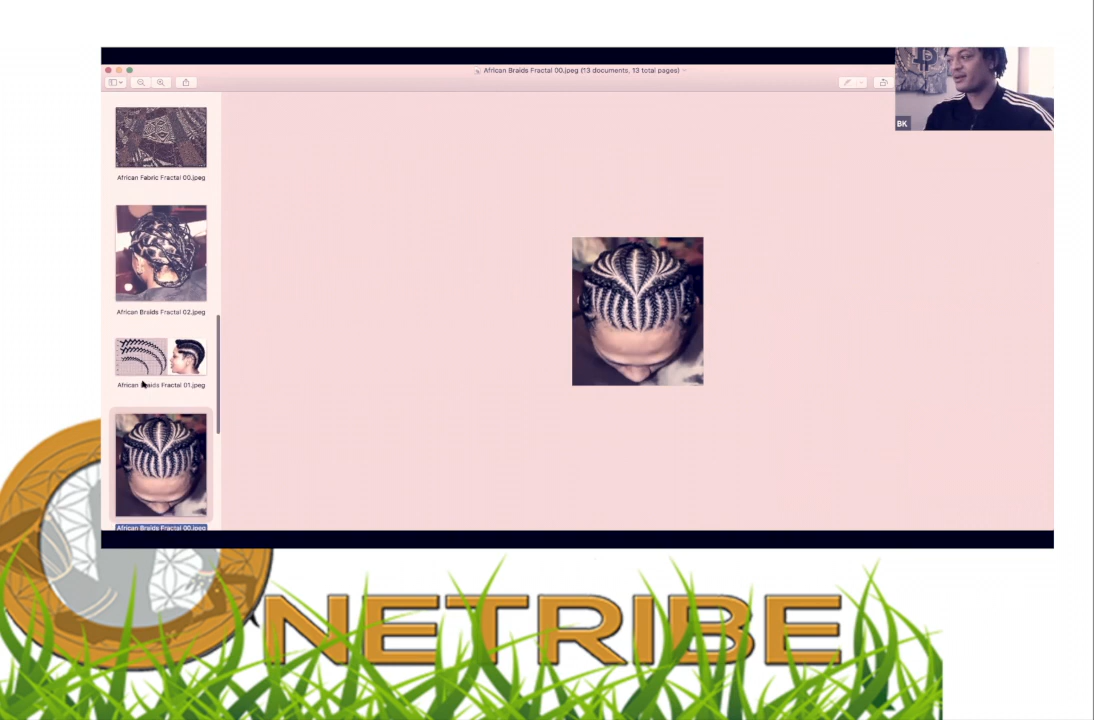 African Braids Fractal 00.jpeg (13 documents, 13 total pages)
BK
African Fabric Fractal 00.jpeg
African Braids Fractal 02.jpeg
African Braids Fractal 01.jpeg
African Braids Fractal 00.jpeg
ONETRIBE